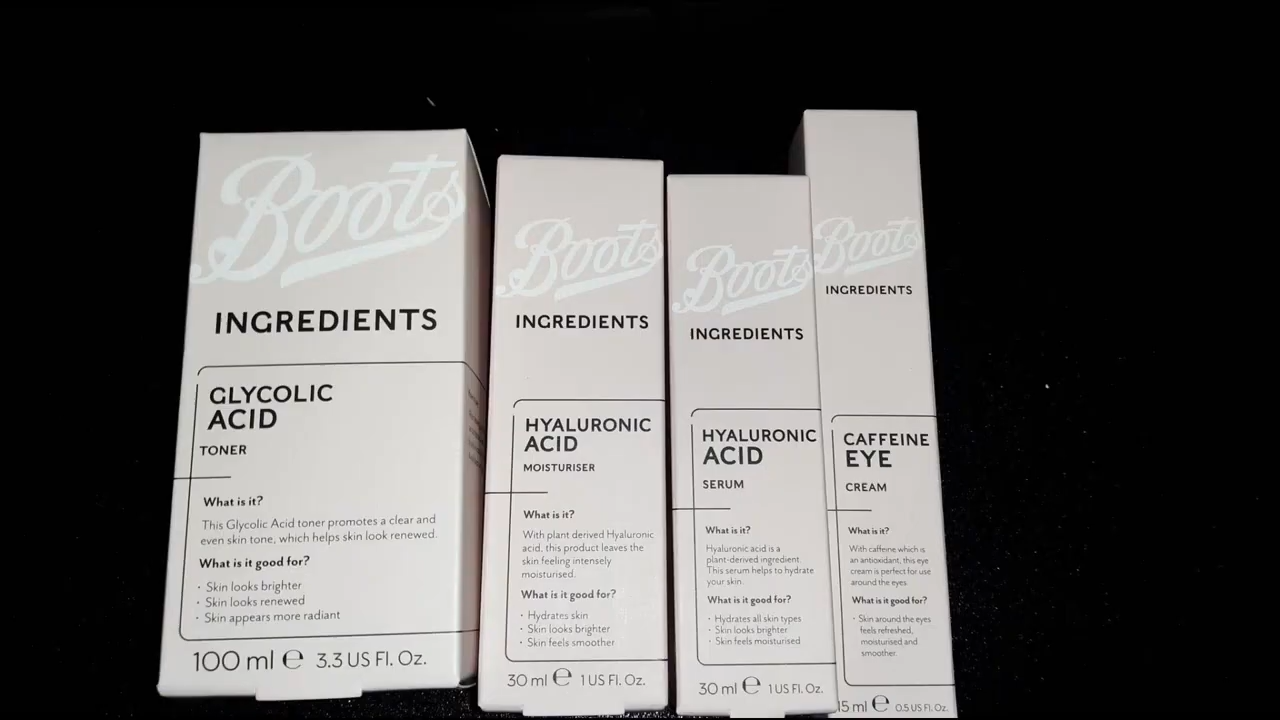 Boots
INGREDIENTS
GLYCOLIC
ACID
TONER
What is it?
This Glycolic Acid toner promotes a clear and
even skin tone, which helps skin look renewed.
What is it good for?
• Skin looks brighter
• Skin looks renewed
• Skin appears more radiant
100 ml ℮ 3.3 US Fl. Oz.
Boots
INGREDIENTS
HYALURONIC
ACID
MOISTURISER
What is it?
With plant derived Hyaluronic
acid, this product leaves the
skin feeling intensely
moisturised.
What is it good for?
• Hydrates skin
• Skin looks brighter
• Skin feels smoother
30 ml ℮ 1 US Fl. Oz.
Boots
INGREDIENTS
HYALURONIC
ACID
SERUM
What is it?
Hyaluronic acid is a
plant-derived ingredient.
This serum helps to hydrate
your skin.
What is it good for?
• Hydrates all skin types
• Skin looks brighter
• Skin feels moisturised
30 ml ℮ 1 US Fl. Oz.
Boots
INGREDIENTS
CAFFEINE
EYE
CREAM
What is it?
With caffeine which is
an antioxidant, this eye
cream is perfect for use
around the eyes.
What is it good for?
• Skin around the eyes
feels refreshed,
moisturised and
smoother.
15 ml ℮ 0.5 US Fl. Oz.